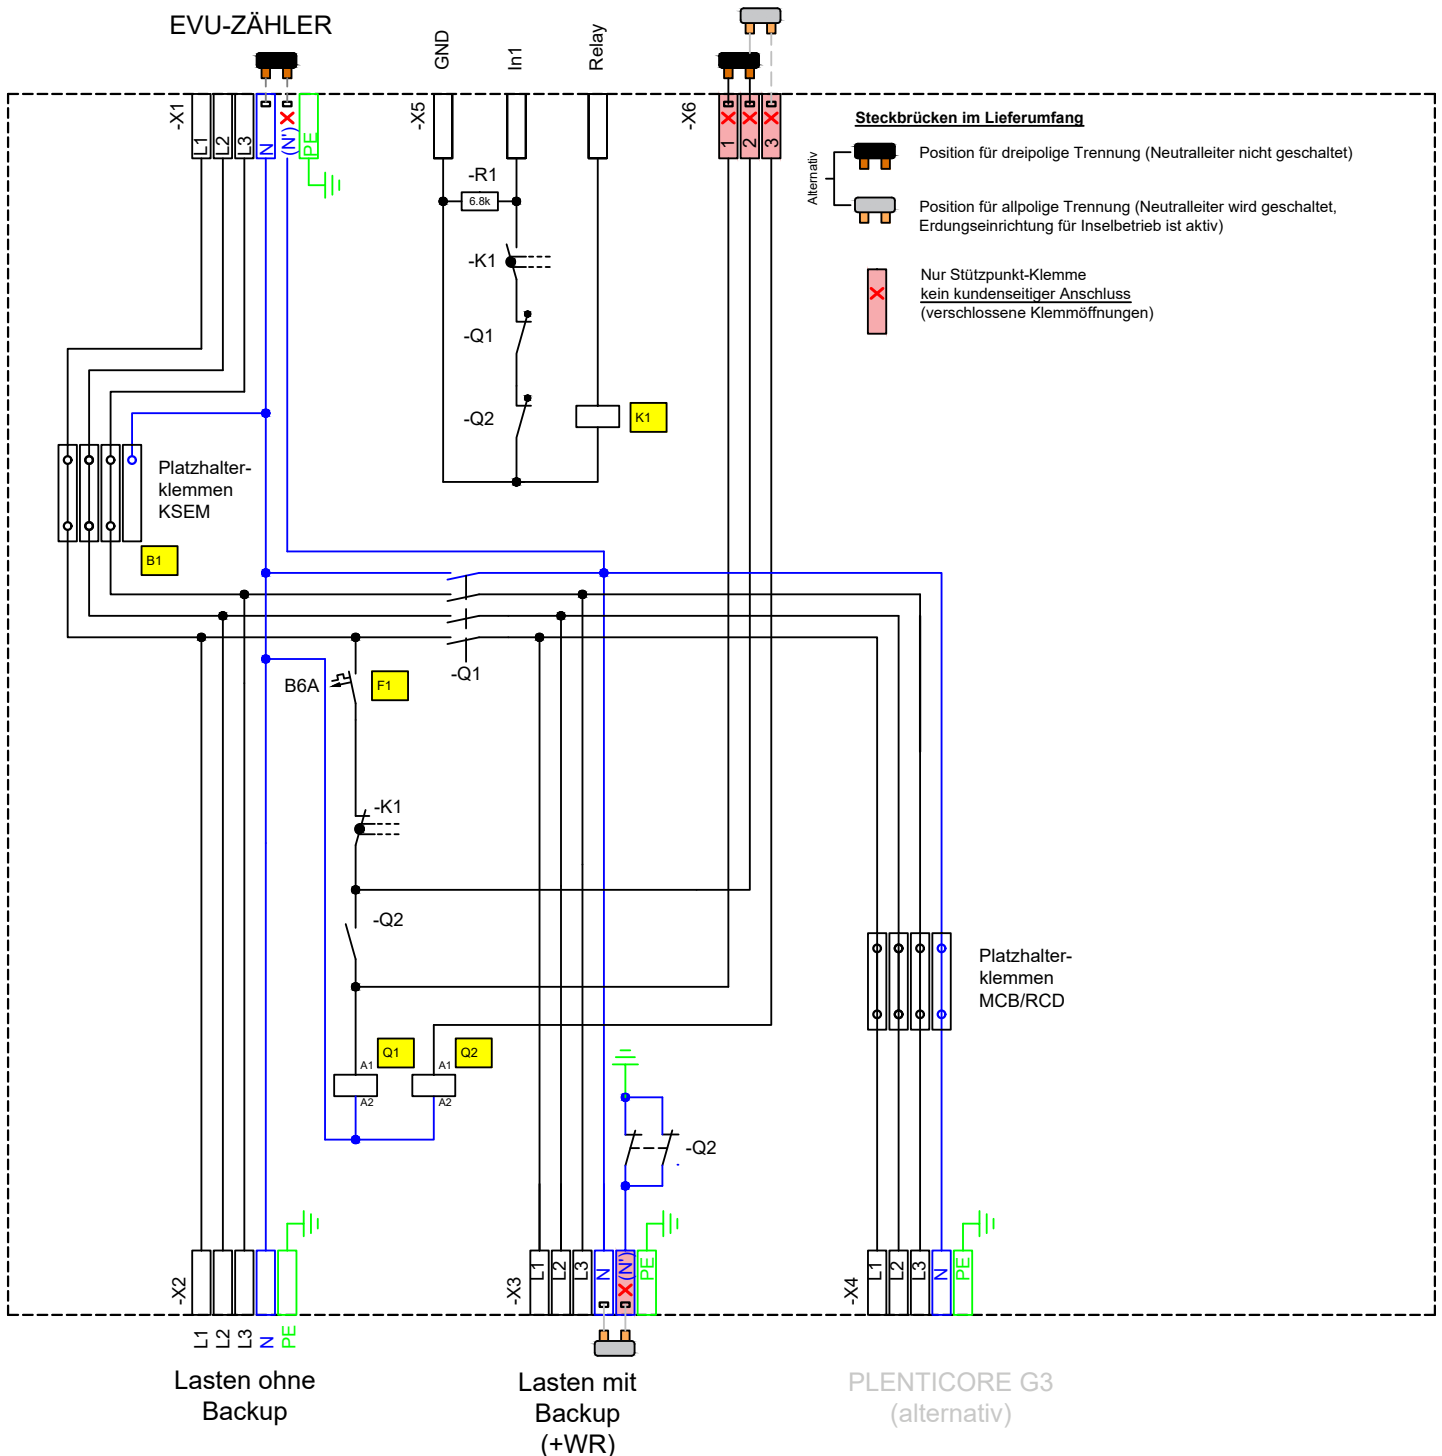 EVU-ZÄHLER
GND
In1
Relay
-X1
L1
L2
L3
N
(N')
PE
-X5
-X6
1
2
3
Steckbrücken im Lieferumfang
Alternativ
Position für dreipolige Trennung (Neutralleiter nicht geschaltet)
Position für allpolige Trennung (Neutralleiter wird geschaltet,
Erdungseinrichtung für Inselbetrieb ist aktiv)
Nur Stützpunkt-Klemme
kein kundenseitiger Anschluss
(verschlossene Klemmöffnungen)
-R1
6.8k
-K1
-Q1
-Q2
K1
Platzhalter-
klemmen
KSEM
B1
-Q1
B6A
F1
-K1
-Q2
Platzhalter-
klemmen
MCB/RCD
Q1
Q2
A1
A1
A2
A2
-Q2
-X2
-X3
L1
L2
L3
N
(N')
PE
-X4
L1
L2
L3
N
PE
L1
L2
L3
N
PE
Lasten ohne
Backup
Lasten mit
Backup
(+WR)
PLENTICORE G3
(alternativ)